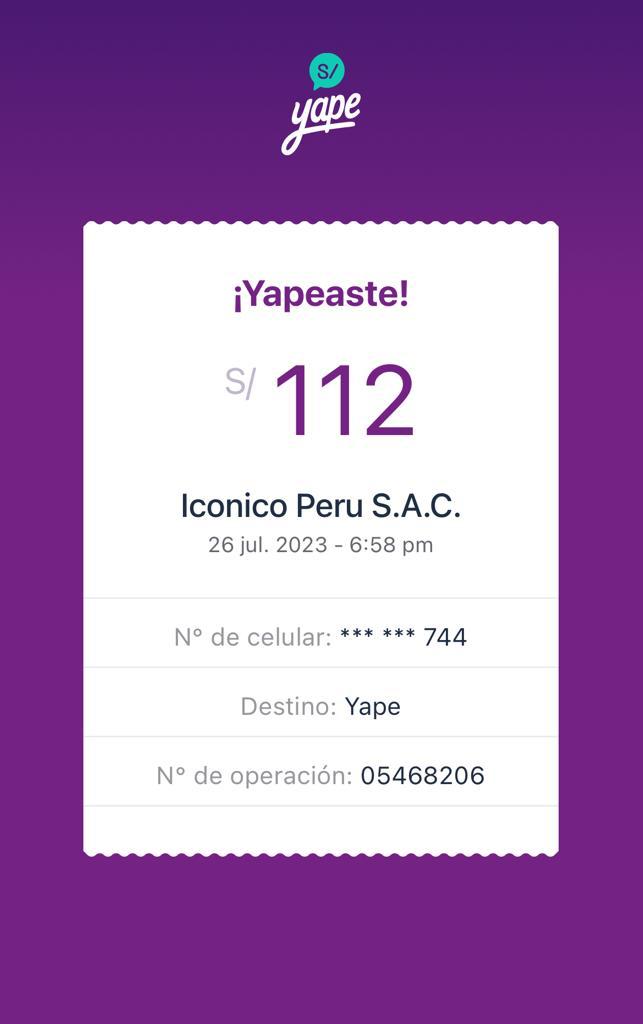 S/
yape
¡Yapeaste!
S/ 112
Iconico Peru S.A.C.
26 jul. 2023 - 6:58 pm
N° de celular: *** *** 744
Destino: Yape
N° de operación: 05468206